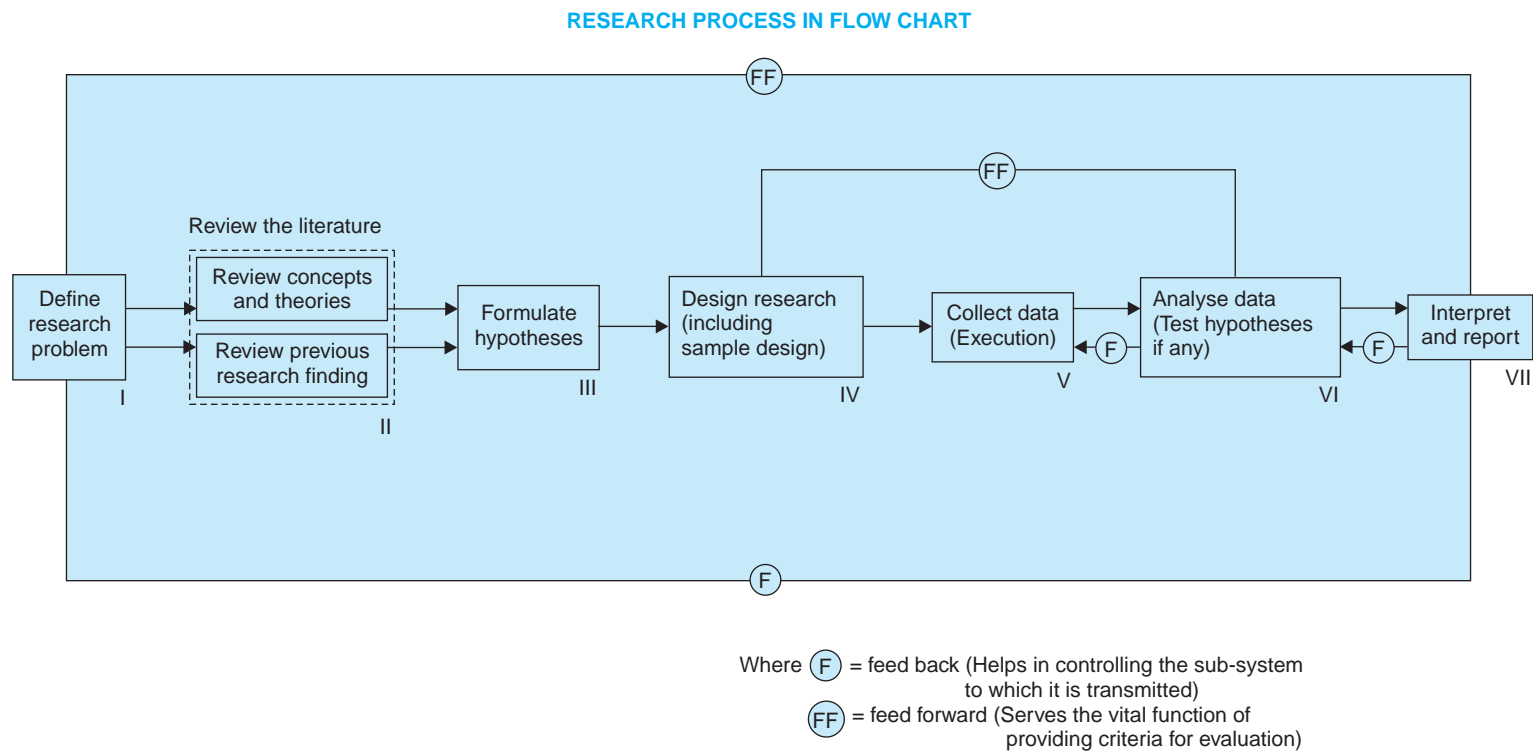 RESEARCH PROCESS IN FLOW CHART
FF
FF
Review the literature
Define
research
problem
I
Review concepts
and theories
Review previous
research finding
II
Formulate
hypotheses
III
Design research
(including
sample design)
IV
Collect data
(Execution)
V
F
Analyse data
(Test hypotheses
if any)
VI
F
Interpret
and report
VII
F
Where F = feed back (Helps in controlling the sub-system
to which it is transmitted)
FF = feed forward (Serves the vital function of
providing criteria for evaluation)